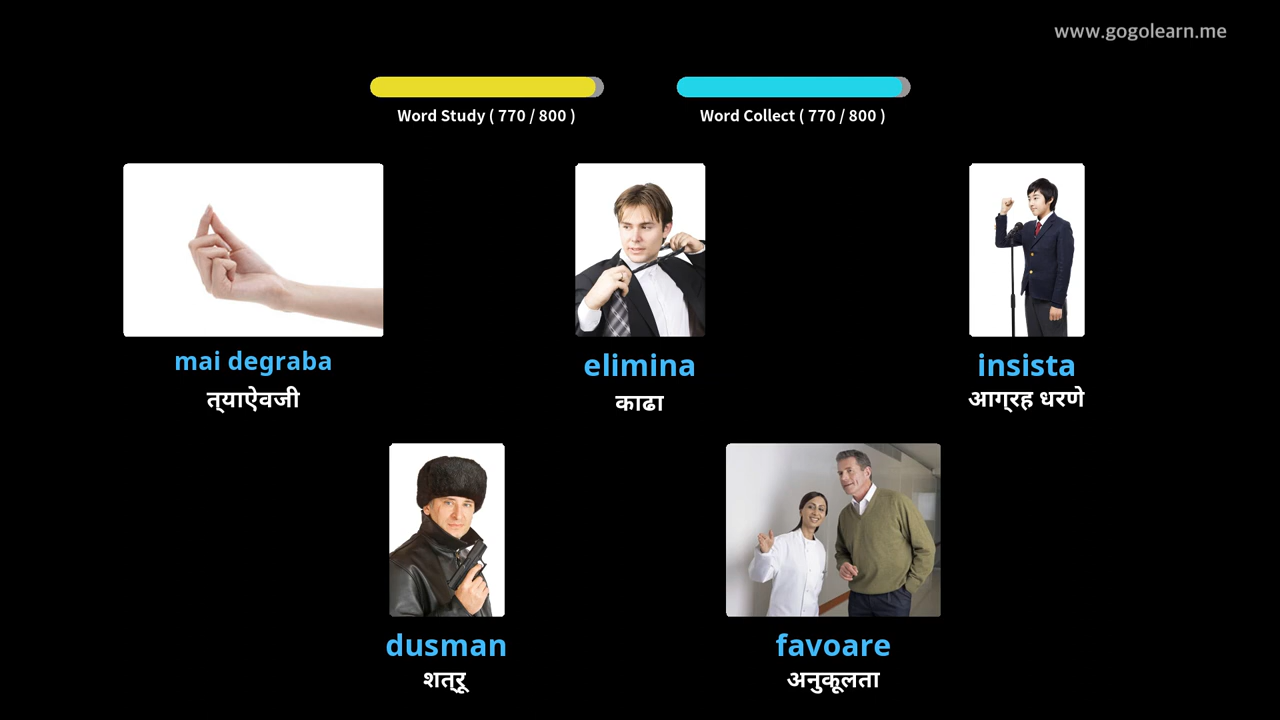 www.gogolearn.me
Word Study ( 770 / 800 )
Word Collect ( 770 / 800 )
mai degraba
त्याऐवजी
elimina
काढा
insista
आग्रह धरणे
dusman
शत्रू
favoare
अनुकूलता